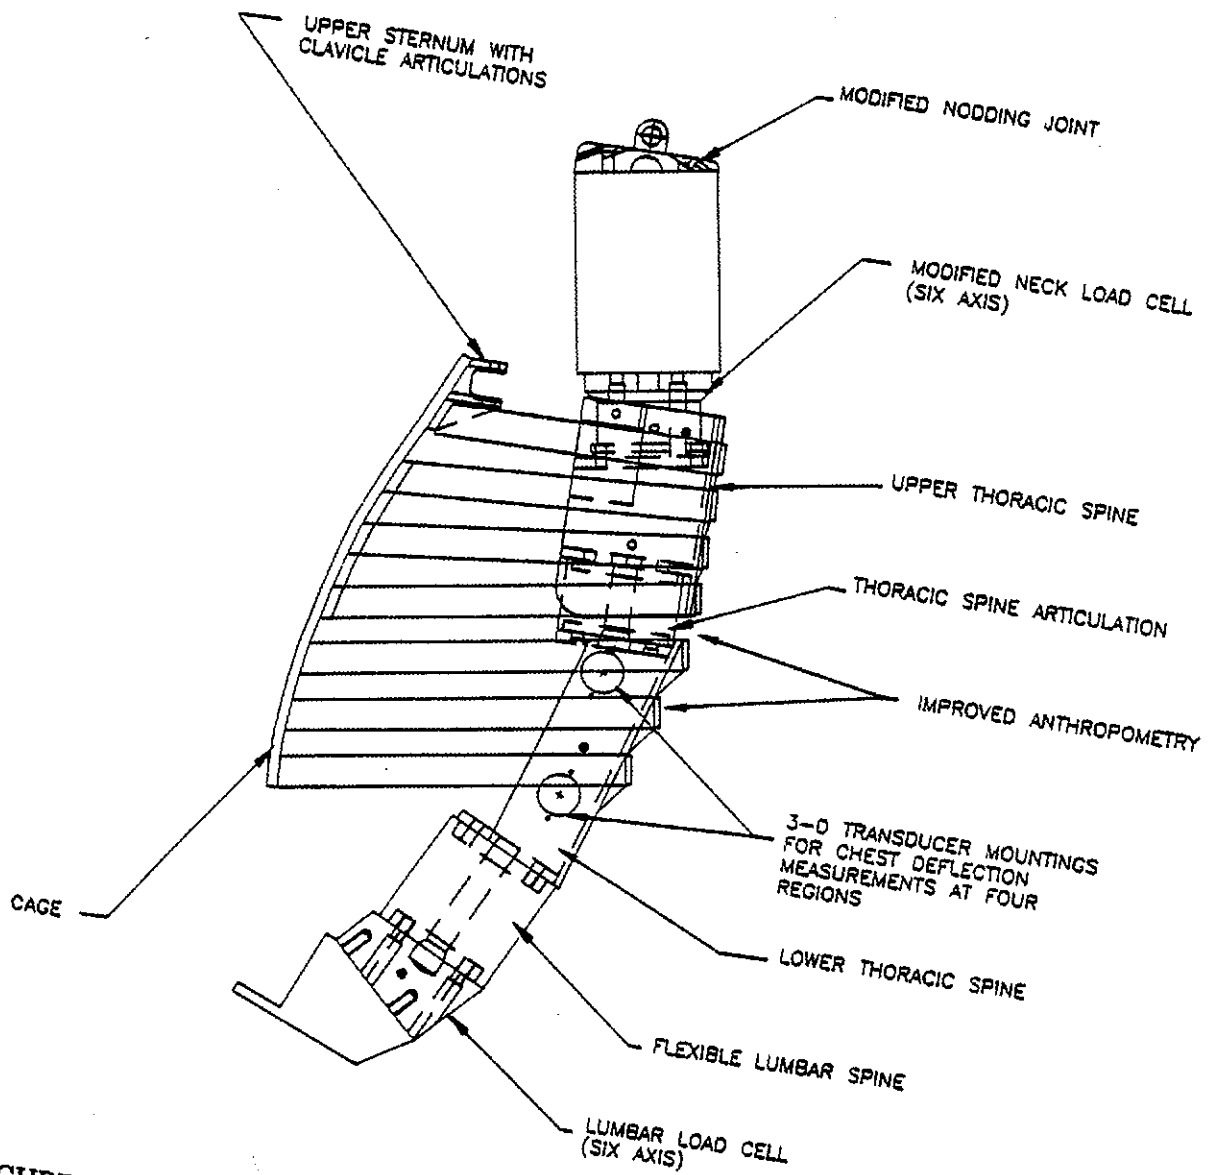 UPPER STERNUM WITH
CLAVICLE ARTICULATIONS
MODIFIED NODDING JOINT
MODIFIED NECK LOAD CELL
(SIX AXIS)
UPPER THORACIC SPINE
THORACIC SPINE ARTICULATION
IMPROVED ANTHROPOMETRY
3-D TRANSDUCER MOUNTINGS
FOR CHEST DEFLECTION
MEASUREMENTS AT FOUR
REGIONS
CAGE
LOWER THORACIC SPINE
FLEXIBLE LUMBAR SPINE
LUMBAR LOAD CELL
(SIX AXIS)